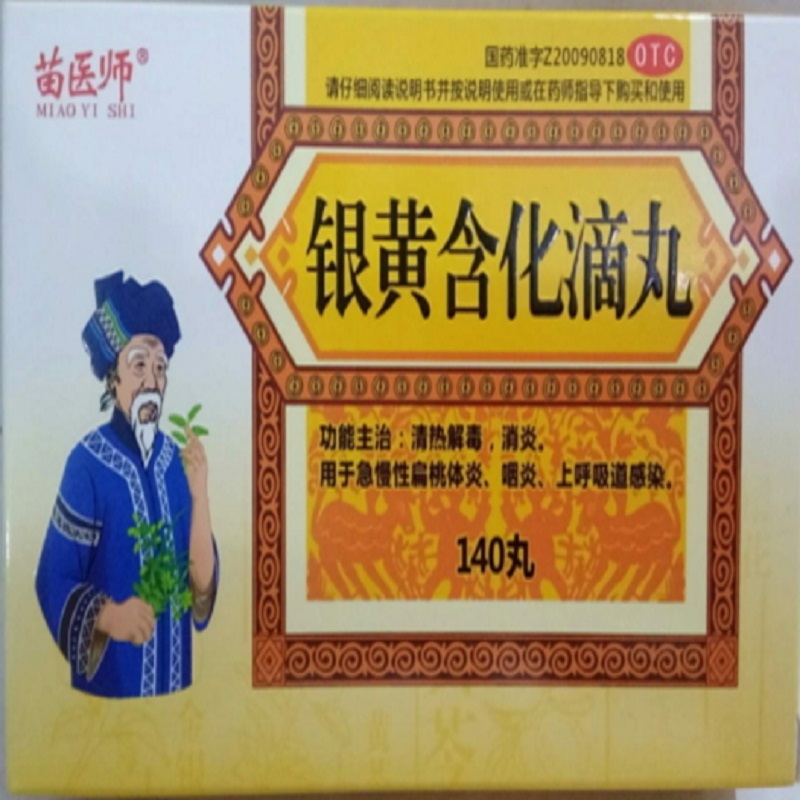 苗医师®
MIAO YI SHI
国药准字Z20090818 OTC
请仔细阅读说明书并按说明使用或在药师指导下购买和使用
银黄含化滴丸
功能主治：清热解毒，消炎。
用于急慢性扁桃体炎、咽炎、上呼吸道感染。
140丸